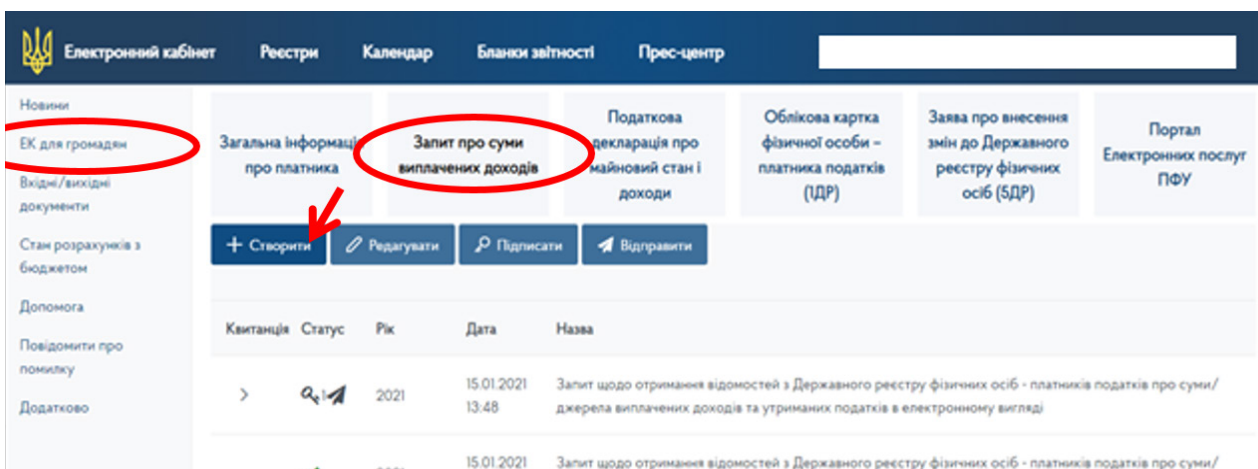 Електронний кабінет Реєстри Календар Бланки звітності Прес-центр
Новини
ЕК для громадян
Вхідні/вихідні
документи
Стан розрахунків з
бюджетом
Допомога
Повідомити про
помилку
Додатково
Загальна інформація
про платника
Запит про суми
виплачених доходів
Податкова
декларація про
майновий стан і
доходи
Облікова картка
фізичної особи –
платника податків
(1ДР)
Заява про внесення
змін до Державного
реєстру фізичних
осіб (5ДР)
Портал
Електронних послуг
ПФУ
Створити Редагувати Підписати Відправити
Квитанція Статус Рік Дата Назва
2021 15.01.2021 Запит щодо отримання відомостей з Державного реєстру фізичних осіб - платників податків про суми/
13:48 джерела виплачених доходів та утриманих податків в електронному вигляді
15.01.2021 Запит щодо отримання відомостей з Державного реєстру фізичних осіб - платників податків про суми/